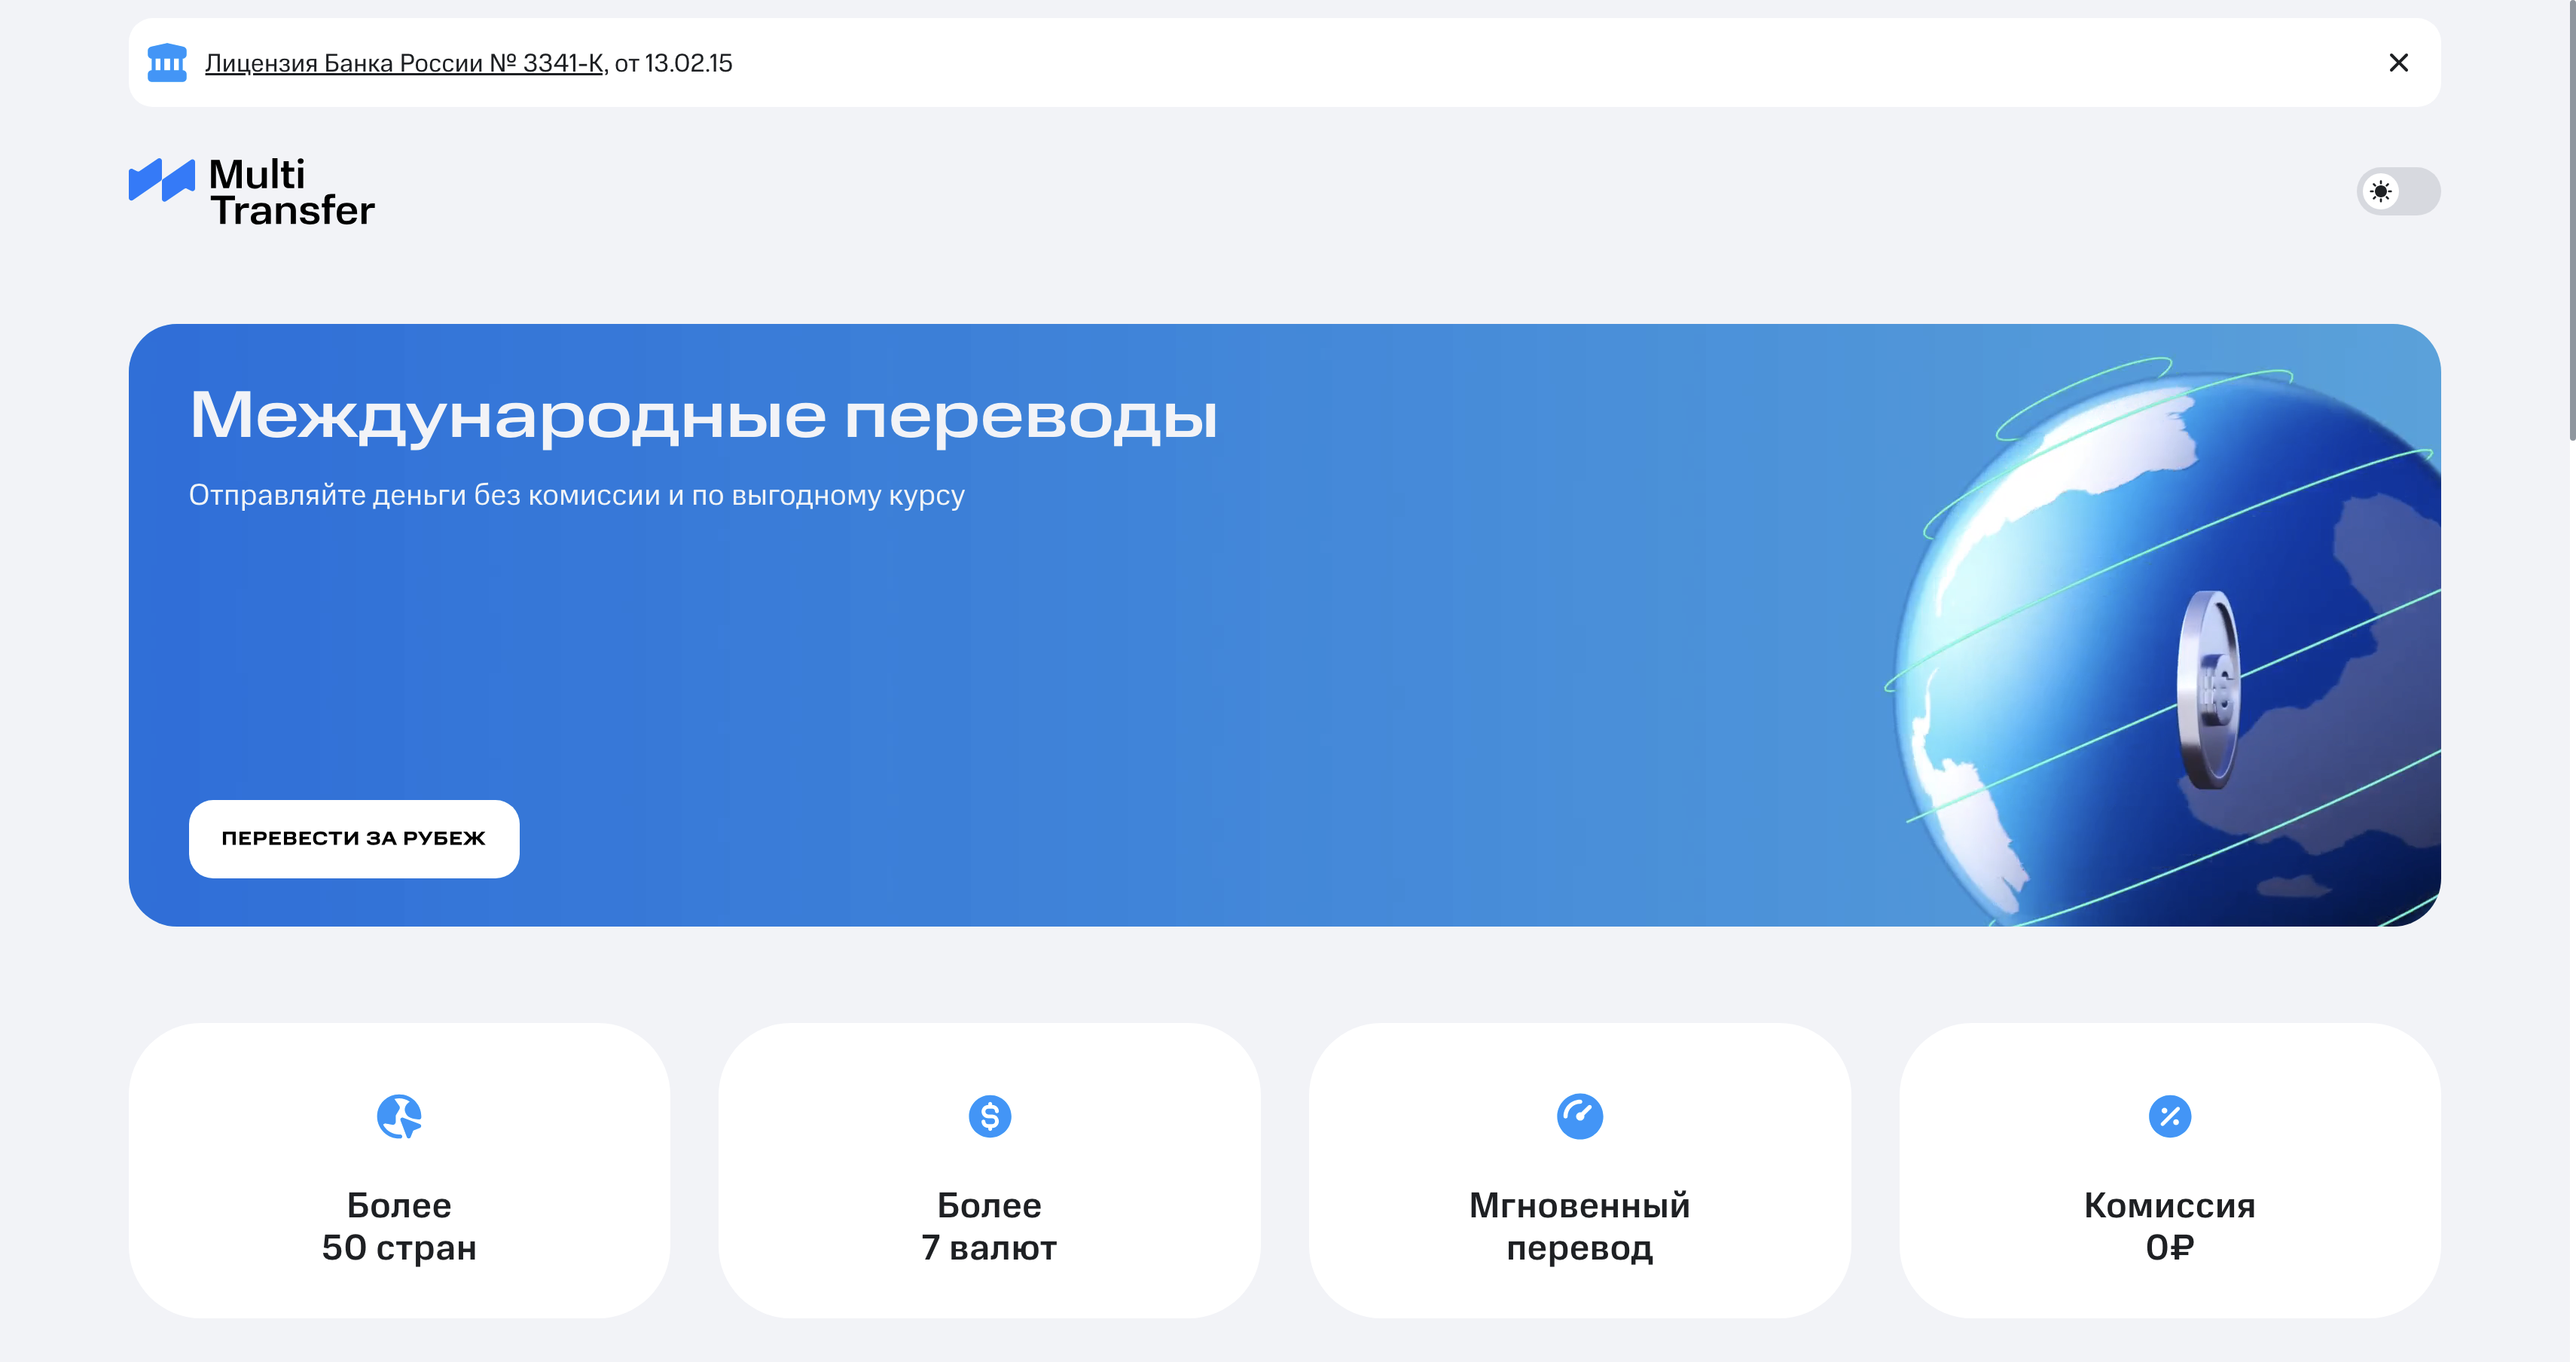 Лицензия Банка России № 3341-К, от 13.02.15
Multi
Transfer
Международные переводы
Отправляйте деньги без комиссии и по выгодному курсу
ПЕРЕВЕСТИ ЗА РУБЕЖ
Более
50 стран
Более
7 валют
Мгновенный
перевод
Комиссия
0₽